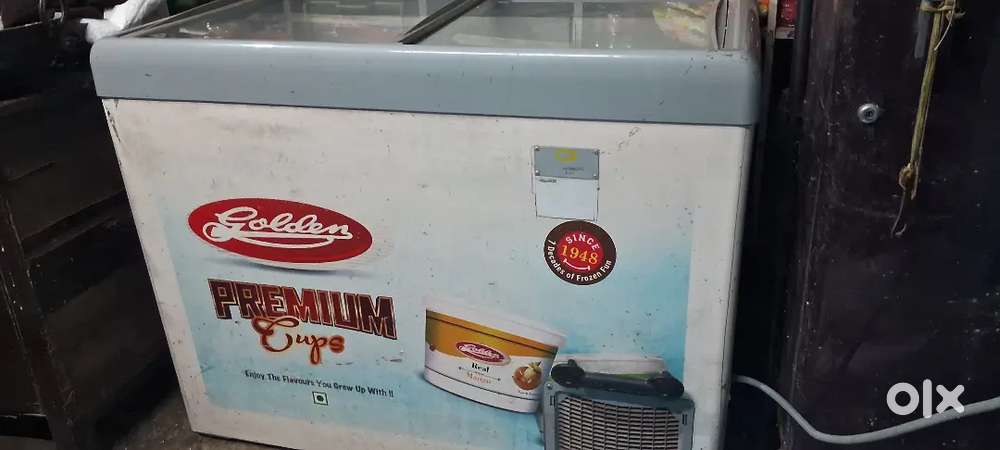 Golden
SINCE
1948
7 Decades of Frozen Fun
PREMIUM
Cups
Golden
Real
Mango
Enjoy The Flavours You Grew Up With !!
olx